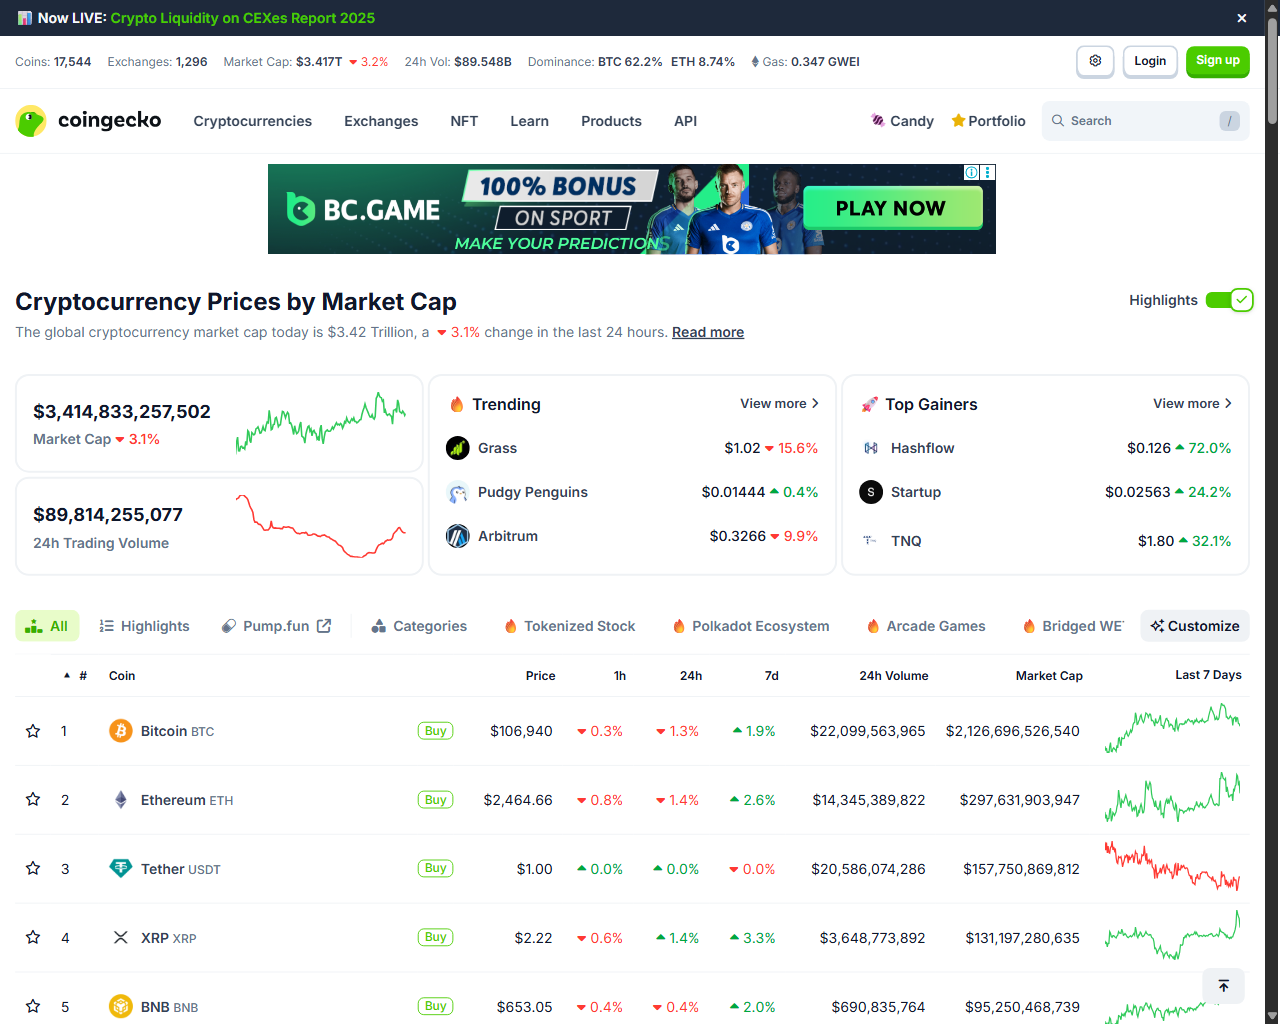 Now LIVE: Crypto Liquidity on CEXes Report 2025
Coins: 17,544 Exchanges: 1,296 Market Cap: $3.417T 3.2% 24h Vol: $89.548B Dominance: BTC 62.2% ETH 8.74% Gas: 0.347 GWEI Login Sign up
coingecko Cryptocurrencies Exchanges NFT Learn Products API Candy Portfolio Search /
BC.GAME 100% BONUS ON SPORT MAKE YOUR PREDICTIONS PLAY NOW
Cryptocurrency Prices by Market Cap Highlights
The global cryptocurrency market cap today is $3.42 Trillion, a 3.1% change in the last 24 hours. Read more
$3,414,833,257,502
Market Cap 3.1%
$89,814,255,077
24h Trading Volume
Trending View more
Grass $1.02 15.6%
Pudgy Penguins $0.01444 0.4%
Arbitrum $0.3266 9.9%
Top Gainers View more
Hashflow $0.126 72.0%
S Startup $0.02563 24.2%
TNQ $1.80 32.1%
All Highlights Pump.fun Categories Tokenized Stock Polkadot Ecosystem Arcade Games Bridged WET Customize
# Coin Price 1h 24h 7d 24h Volume Market Cap Last 7 Days
1 Bitcoin BTC Buy $106,940 0.3% 1.3% 1.9% $22,099,563,965 $2,126,696,526,540
2 Ethereum ETH Buy $2,464.66 0.8% 1.4% 2.6% $14,345,389,822 $297,631,903,947
3 Tether USDT Buy $1.00 0.0% 0.0% 0.0% $20,586,074,286 $157,750,869,812
4 XRP XRP Buy $2.22 0.6% 1.4% 3.3% $3,648,773,892 $131,197,280,635
5 BNB BNB Buy $653.05 0.4% 0.4% 2.0% $690,835,764 $95,250,468,739